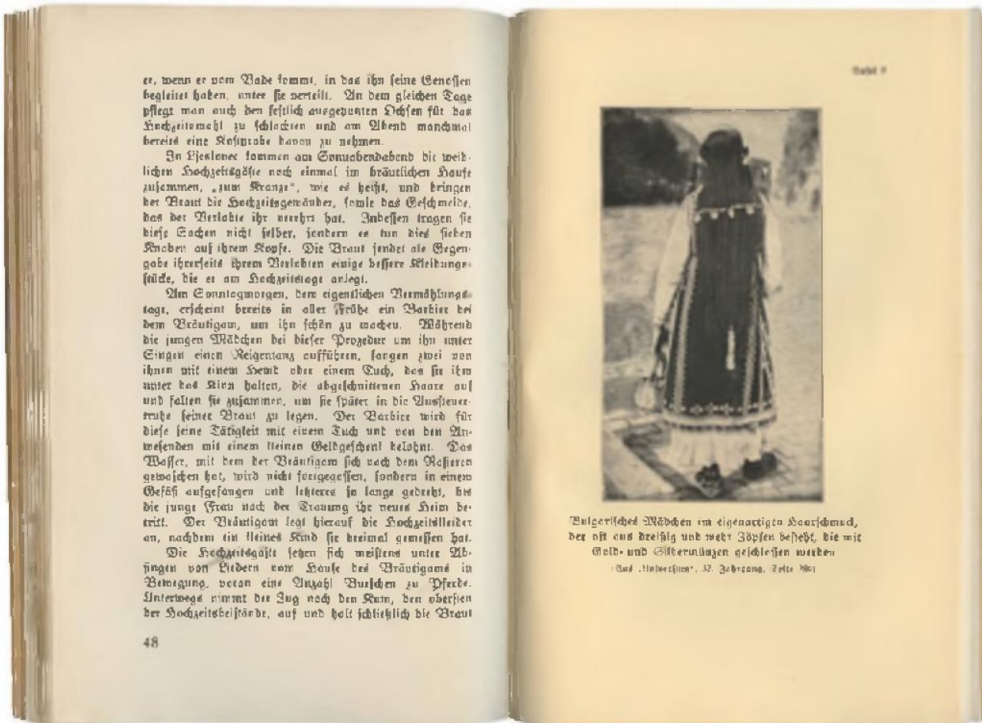 er, wenn er vom Bade kommt, in das ihn seine Genossen
begleitet haben, unter sie verteilt. An dem gleichen Tage
pflegt man auch den festlich ausgeputzten Ochsen für das
Hochzeitsmahl zu schlachten und am Abend manchmal
bereits eine Kostprobe davon zu nehmen.
In Ljeskovec kommen am Sonnabendabend die weib-
lichen Hochzeitsgäste noch einmal im bräutlichen Hause
zusammen, „zum Kranze“, wie es heißt, und bringen
der Braut die Hochzeitsgewänder, sowie das Geschmeide,
das der Verlobte ihr verehrt hat. Indessen tragen sie
diese Sachen nicht selber, sondern es tun dies sieben
Knaben auf ihrem Kopfe. Die Braut sendet als Gegen-
gabe ihrerseits ihrem Verlobten einige bessere Kleidungs-
stücke, die er am Hochzeitstage anlegt.
Am Sonntagmorgen, dem eigentlichen Vermählungs-
tage, erscheint bereits in aller Frühe ein Barbier bei
dem Bräutigam, um ihn schön zu machen. Während
die jungen Mädchen bei dieser Prozedur um ihn unter
Singen einen Reigentanz aufführen, fangen zwei von
ihnen mit einem Hemd oder einem Tuch, das sie ihm
unter das Kinn halten, die abgeschnittenen Haare auf
und falten sie zusammen, um sie später in die Aussteuer-
truhe seiner Braut zu legen. Der Barbier wird für
diese seine Tätigkeit mit einem Tuch und von den An-
wesenden mit einem kleinen Geldgeschenk belohnt. Das
Wasser, mit dem der Bräutigam sich nach dem Rasieren
gewaschen hat, wird nicht fortgegossen, sondern in einem
Gefäß aufgefangen und letzteres so lange gedreht, bis
die junge Frau nach der Trauung ihr neues Heim be-
tritt. Der Bräutigam legt hierauf die Hochzeitskleider
an, nachdem ein kleines Kind sie dreimal gemessen hat.
Die Hochzeitsgäste setzen sich meistens unter Ab-
singen von Liedern vom Hause des Bräutigams in
Bewegung, voran eine Anzahl Burschen zu Pferde.
Unterwegs nimmt der Zug noch den Kum, den obersten
der Hochzeitsbeistände, auf und holt schließlich die Braut
48
Tafel
Bulgarisches Mädchen im eigenartigen Haarschmuck,
der oft aus dreißig und mehr Zöpfen besteht, die mit
Gold- und Silbermünzen geschlossen werden
(Aus „Universum“, 32. Jahrgang, Seite